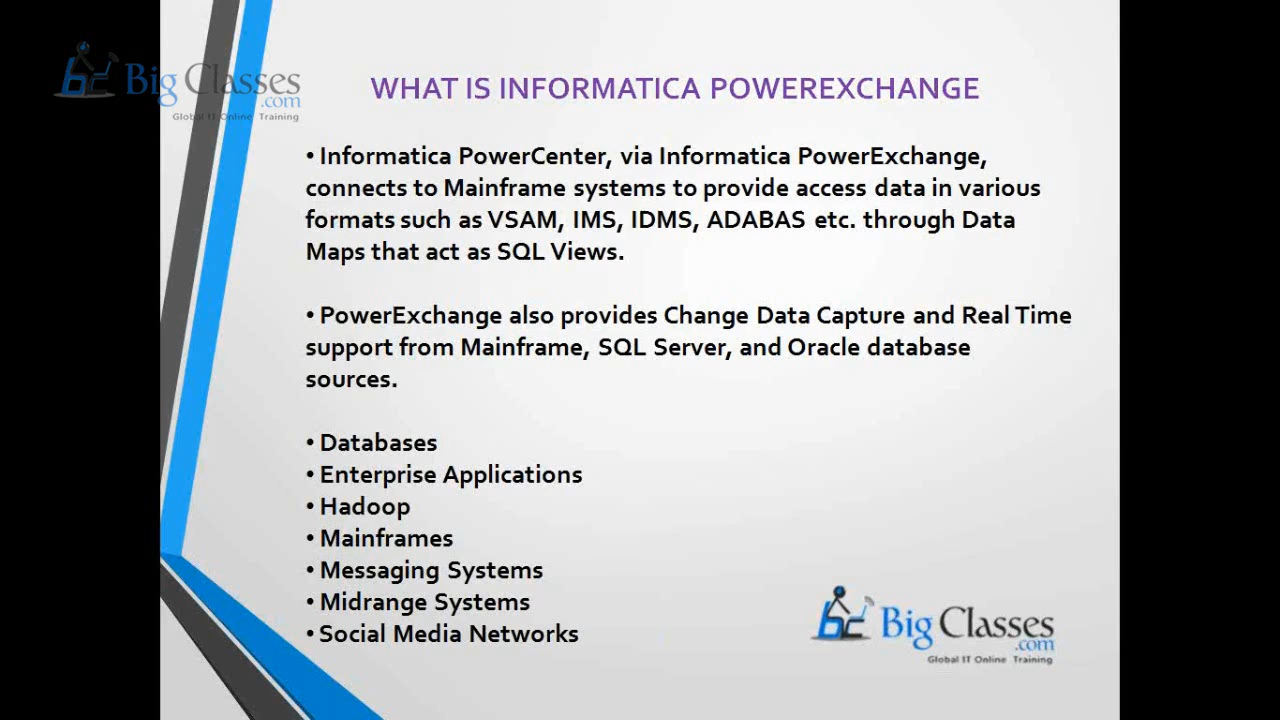 Big Classes
.com
Global IT Online Training
WHAT IS INFORMATICA POWEREXCHANGE
• Informatica PowerCenter, via Informatica PowerExchange,
connects to Mainframe systems to provide access data in various
formats such as VSAM, IMS, IDMS, ADABAS etc. through Data
Maps that act as SQL Views.
• PowerExchange also provides Change Data Capture and Real Time
support from Mainframe, SQL Server, and Oracle database
sources.
• Databases
• Enterprise Applications
• Hadoop
• Mainframes
• Messaging Systems
• Midrange Systems
• Social Media Networks
Big Classes
.com
Global IT Online Training